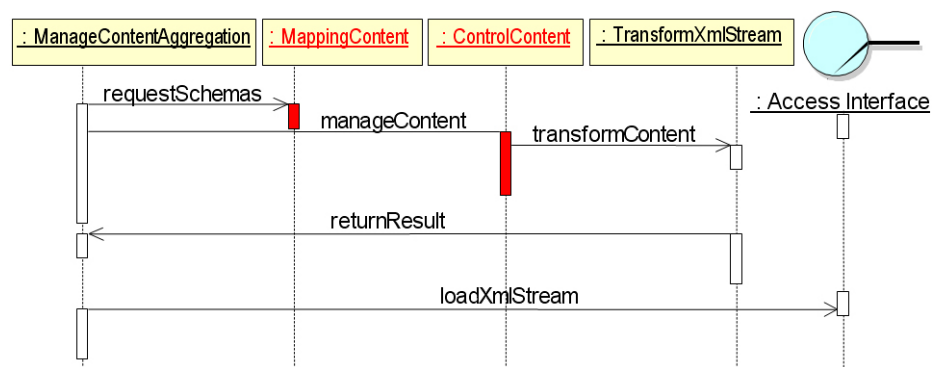 : ManageContentAggregation
: MappingContent
: ControlContent
: TransformXmlStream
: Access Interface
requestSchemas
manageContent
transformContent
returnResult
loadXmlStream